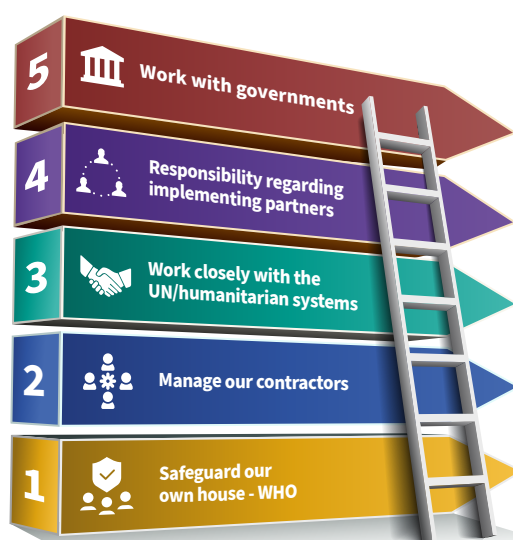 5
Work with governments
4
Responsibility regarding
implementing partners
3
Work closely with the
UN/humanitarian systems
2
Manage our contractors
1
Safeguard our
own house - WHO